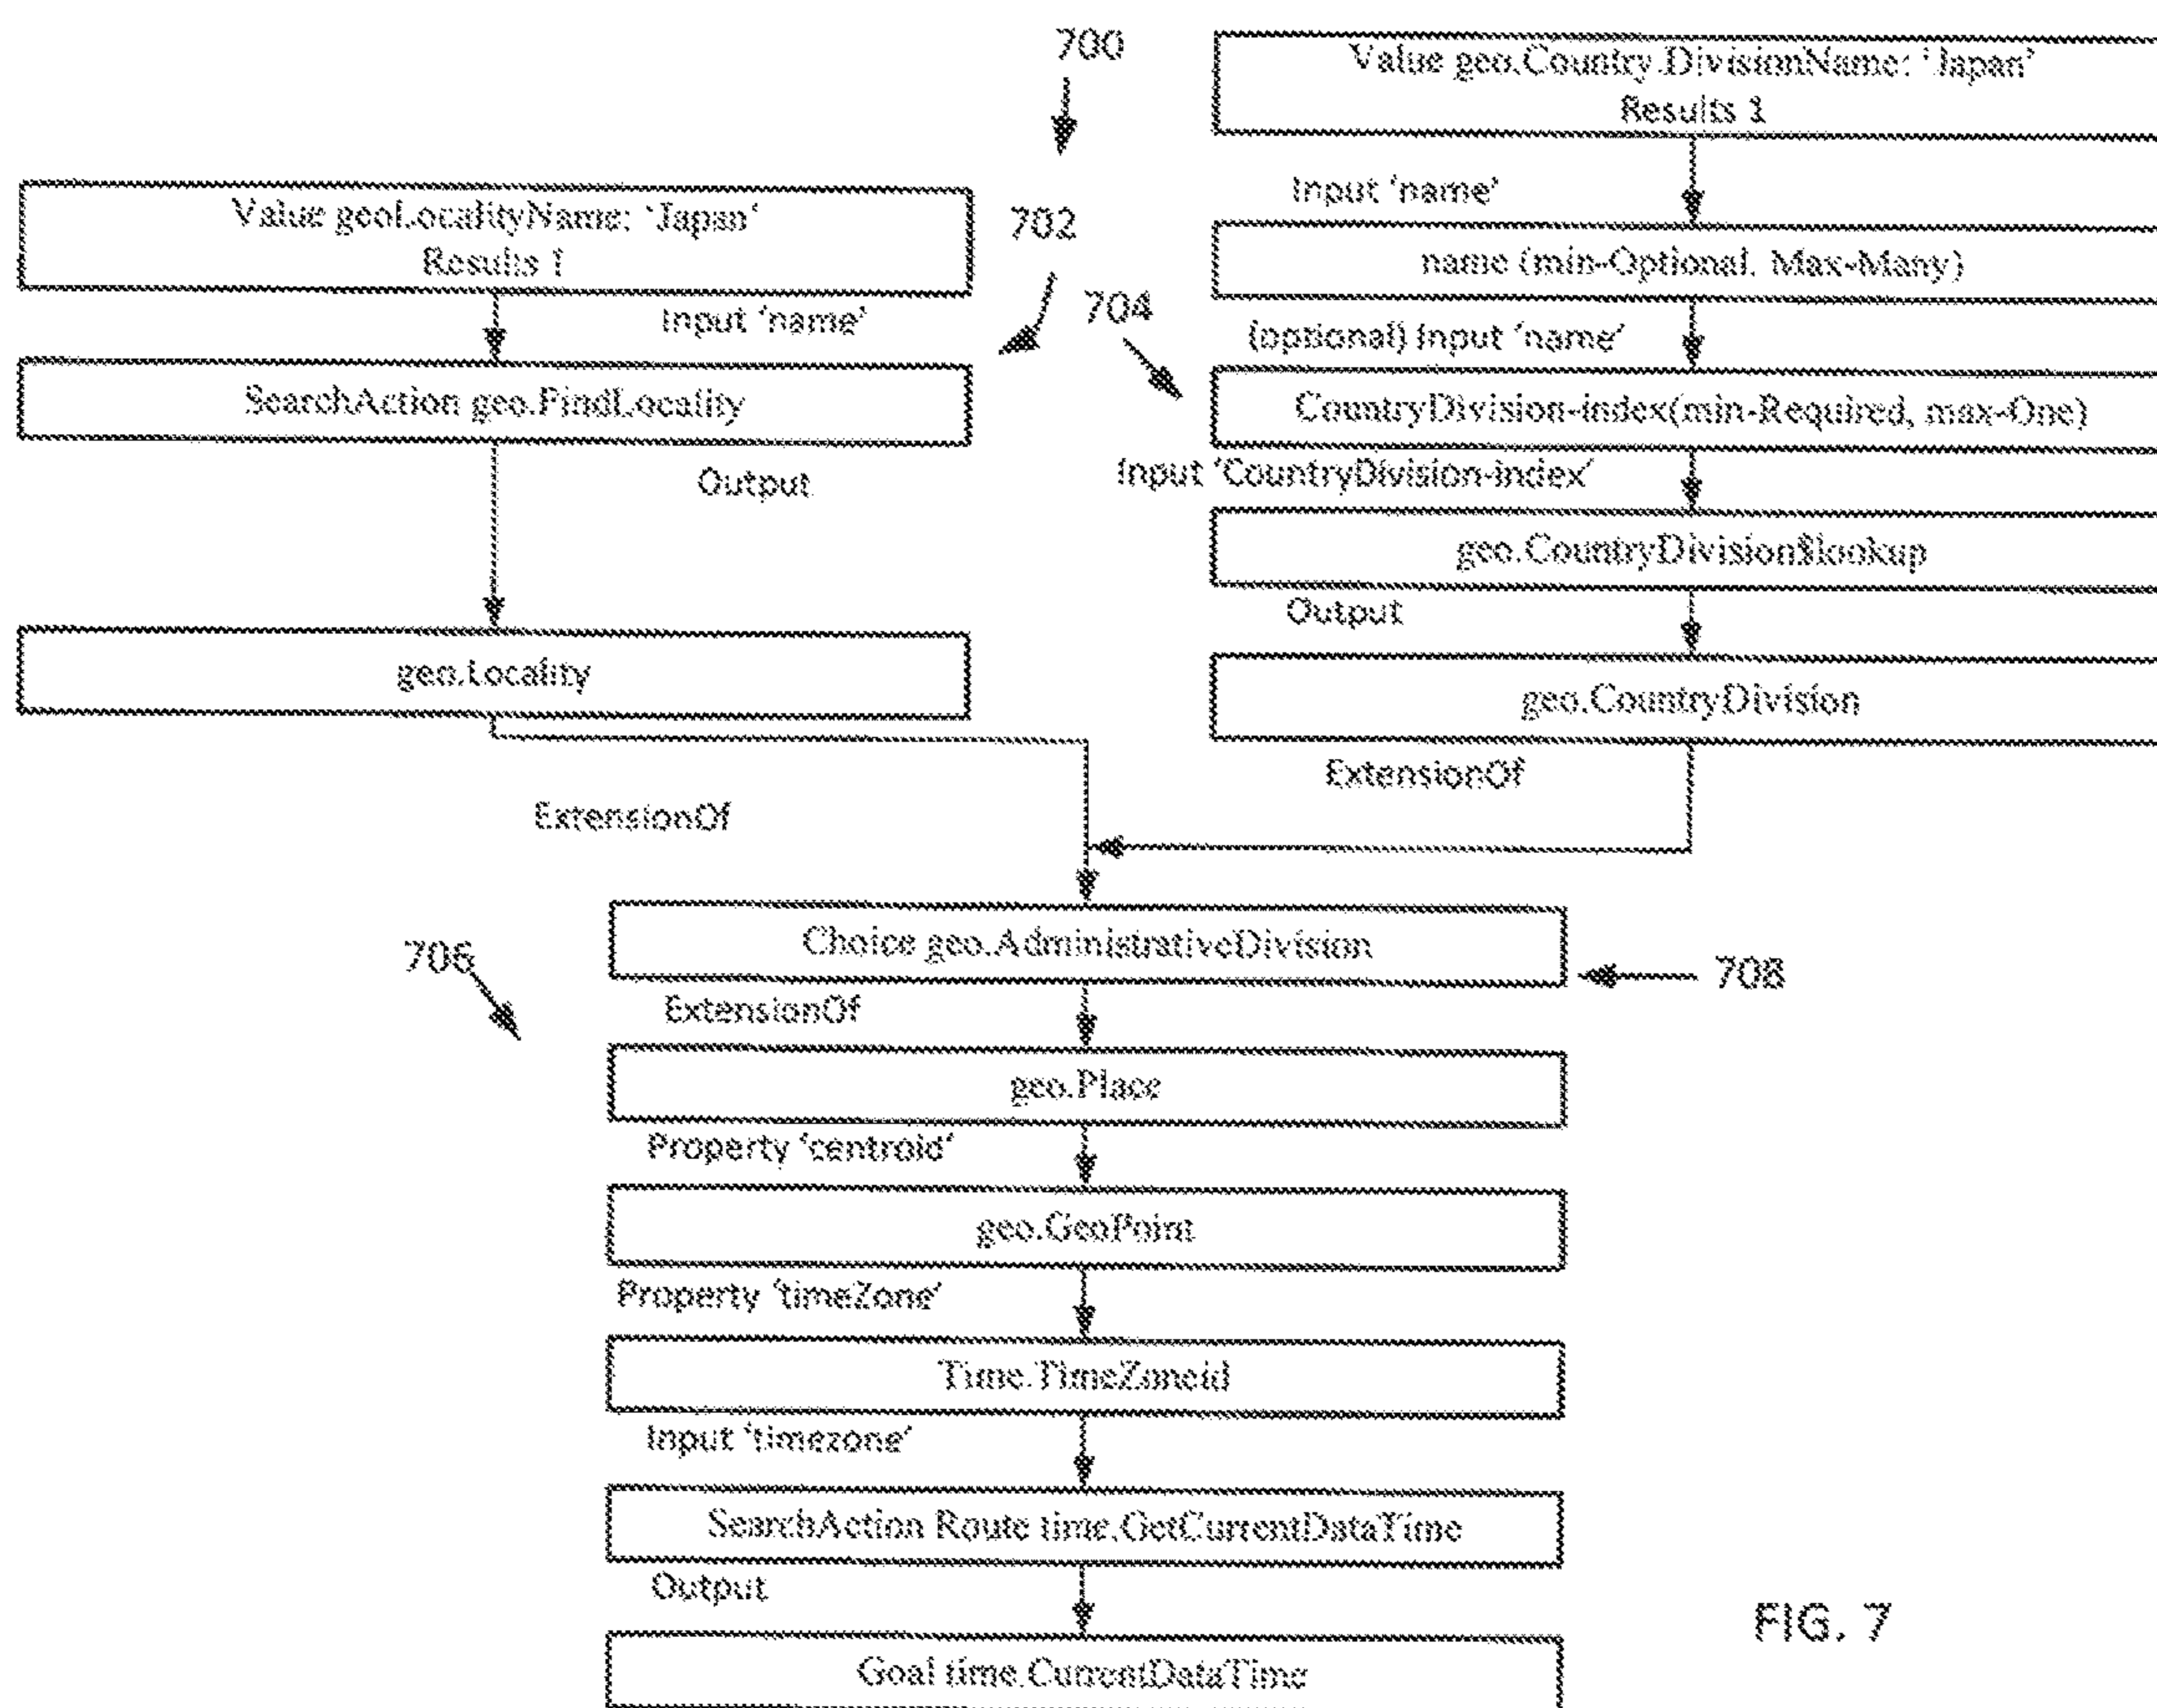 700
Value geo.Country.DivisionName: 'Japan'
Results 1
Input 'name'
Value geoLocalityName: 'Japan'
Results 1
702
name (min-Optional. Max-Many)
Input 'name'
704
(optional) Input 'name'
SearchAction geo.FindLocality
CountryDivision-index(min-Required, max-One)
Output
Input 'CountryDivision-index'
geo.CountryDivision$lookup
Output
geo.Locality
geo.CountryDivision
ExtensionOf
ExtensionOf
Choice geo.AdministrativeDivision
706
708
ExtensionOf
geo.Place
Property 'centroid'
geo.GeoPoint
Property 'timeZone'
Time.TimeZoneid
Input 'timezone'
SearchAction Route time.GetCurrentDataTime
Output
Goal time.CurrentDataTime
FIG. 7